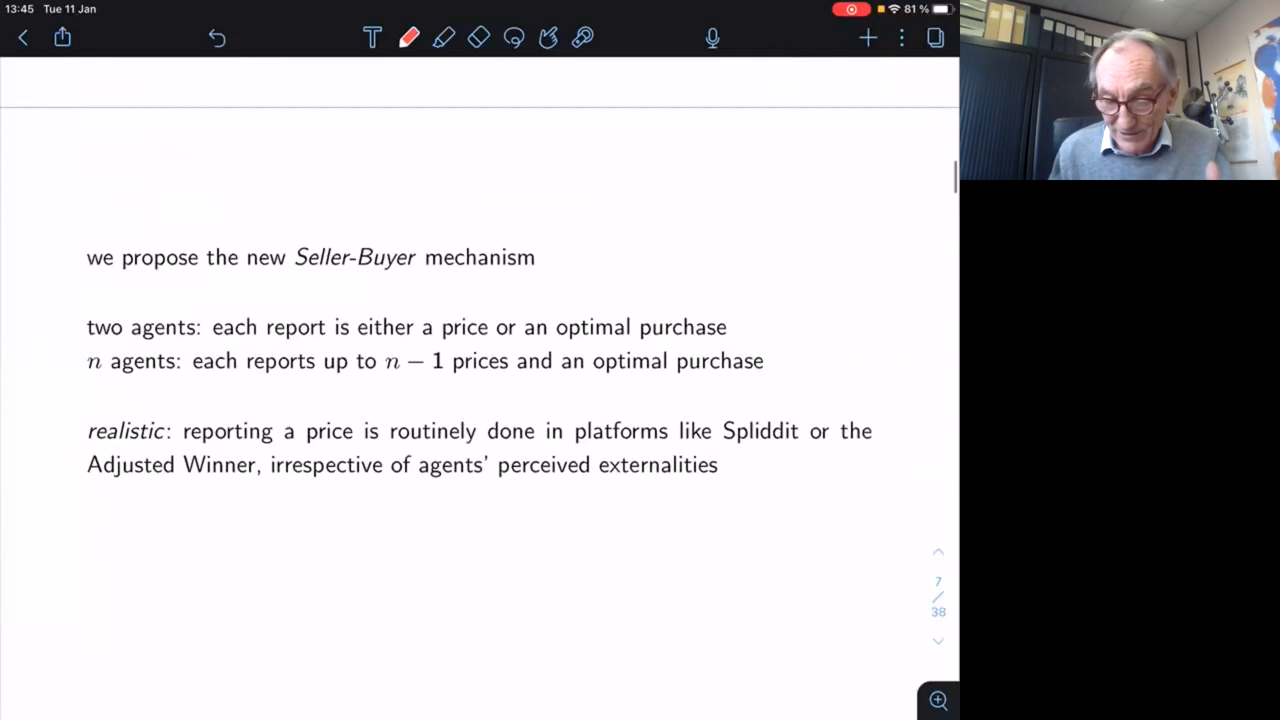 13:45 Tue 11 Jan
81 %
we propose the new Seller-Buyer mechanism
two agents: each report is either a price or an optimal purchase
n agents: each reports up to n − 1 prices and an optimal purchase
realistic: reporting a price is routinely done in platforms like Spliddit or the
Adjusted Winner, irrespective of agents' perceived externalities
7
/
38